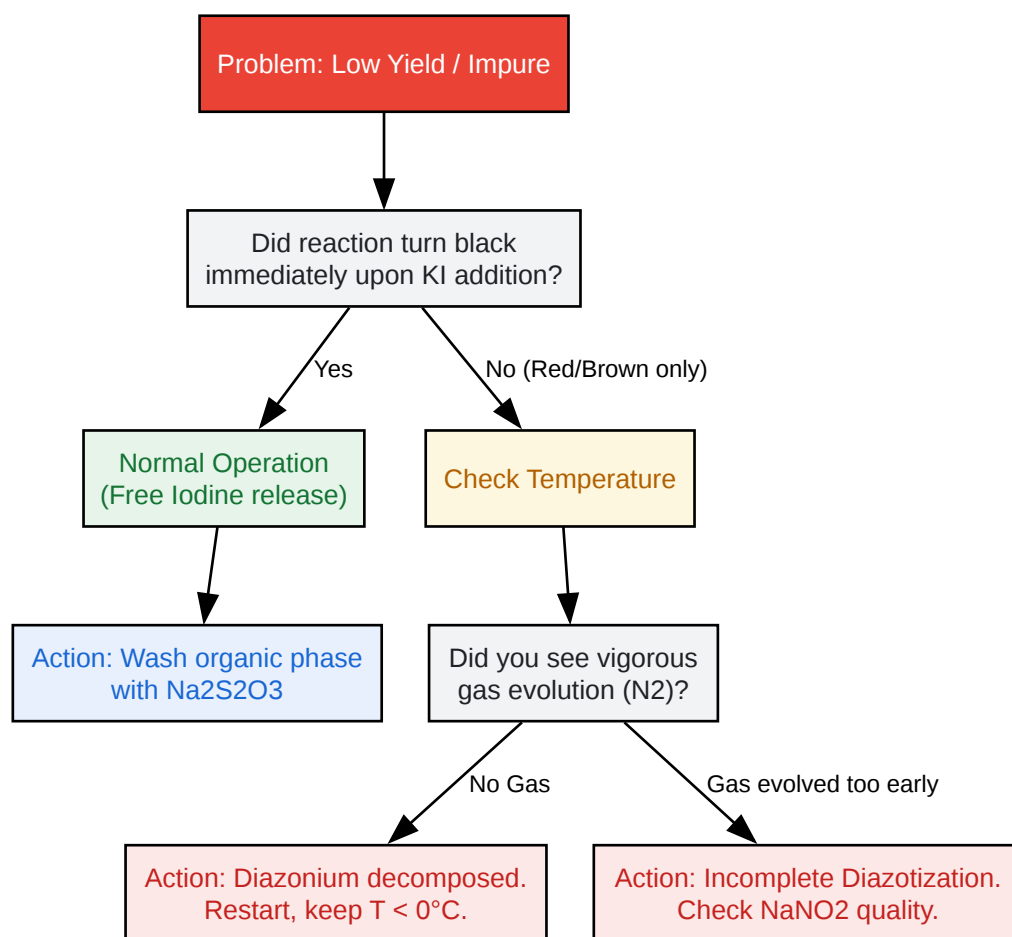 Problem: Low Yield / Impure
Did reaction turn black
immediately upon KI addition?
Yes
No (Red/Brown only)
Normal Operation
(Free Iodine release)
Check Temperature
Action: Wash organic phase
with Na2S2O3
Did you see vigorous
gas evolution (N2)?
No Gas
Gas evolved too early
Action: Diazonium decomposed.
Restart, keep T < 0°C.
Action: Incomplete Diazotization.
Check NaNO2 quality.